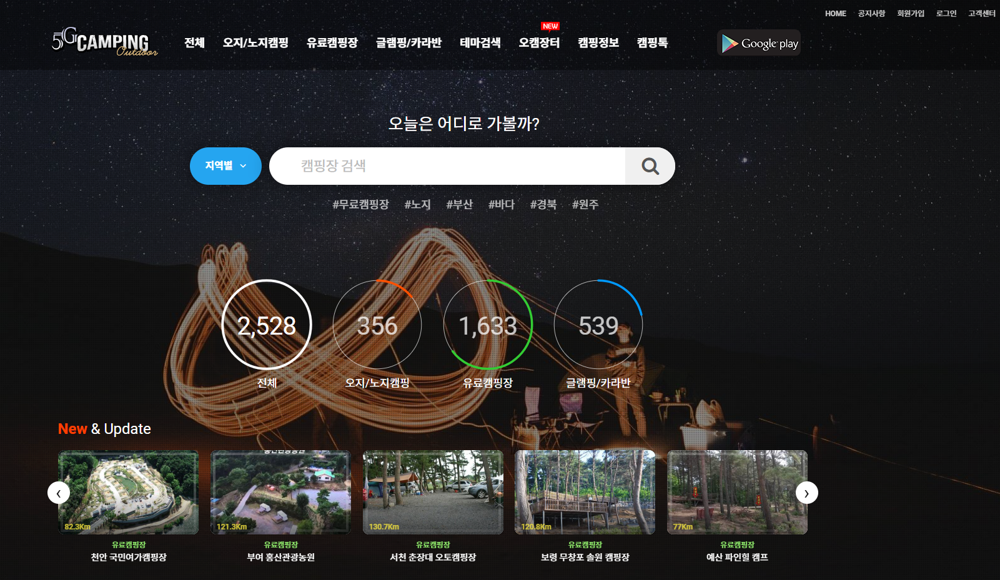 HOME 공지사항 회원가입 로그인 고객센터
5G CAMPING Outdoor
전체 오지/노지캠핑 유료캠핑장 글램핑/카라반 테마검색 오캠장터 캠핑정보 캠핑톡
NEW
Google play
오늘은 어디로 가볼까?
지역별 캠핑장 검색
#무료캠핑장 #노지 #부산 #바다 #경북 #원주
2,528 356 1,633 539
전체 오지/노지캠핑 유료캠핑장 글램핑/카라반
New & Update
82.3Km 121.3Km 130.7Km 120.8Km 77Km
유료캠핑장 유료캠핑장 유료캠핑장 유료캠핑장 유료캠핑장
천안 국민여가캠핑장 부여 홍산관광농원 서천 춘장대 오토캠핑장 보령 무창포 솔원 캠핑장 예산 파인힐 캠프